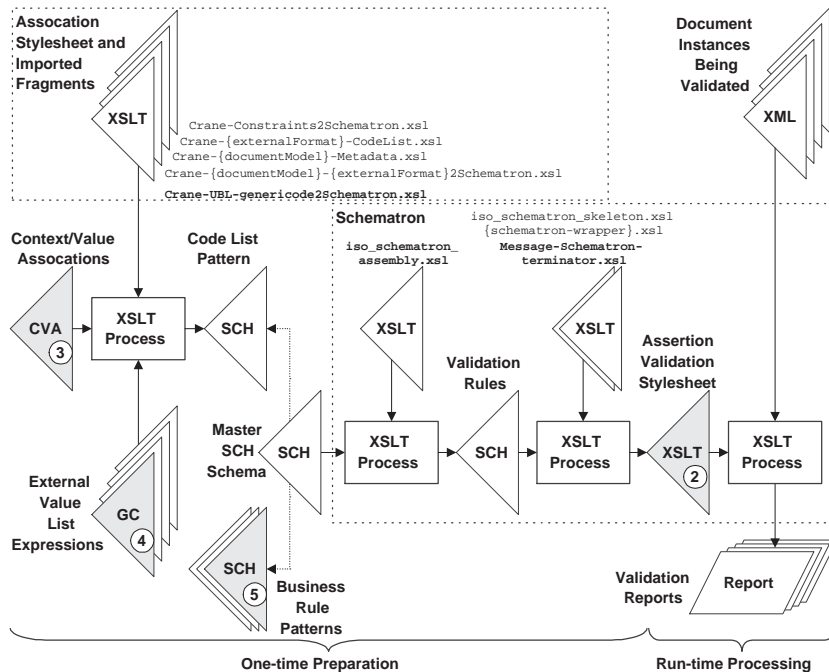 Assocation
Stylesheet and
Imported
Fragments
XSLT
Crane-Constraints2Schematron.xsl
Crane-{externalFormat}-CodeList.xsl
Crane-{documentModel}-Metadata.xsl
Crane-{documentModel}-{externalFormat}2Schematron.xsl
Crane-UBL-genericode2Schematron.xsl
Document
Instances
Being
Validated
XML
Schematron
iso_schematron_
assembly.xsl
iso_schematron_skeleton.xsl
{schematron-wrapper}.xsl
Message-Schematron-
terminator.xsl
Context/Value
Assocations
Code List
Pattern
CVA
3
XSLT
Process
SCH
XSLT
XSLT
Validation
Rules
Assertion
Validation
Stylesheet
Master
SCH
Schema
SCH
XSLT
Process
SCH
XSLT
Process
XSLT
2
XSLT
Process
External
Value
List
Expressions
GC
4
SCH
5
Business
Rule
Patterns
Validation
Reports
Report
One-time Preparation
Run-time Processing